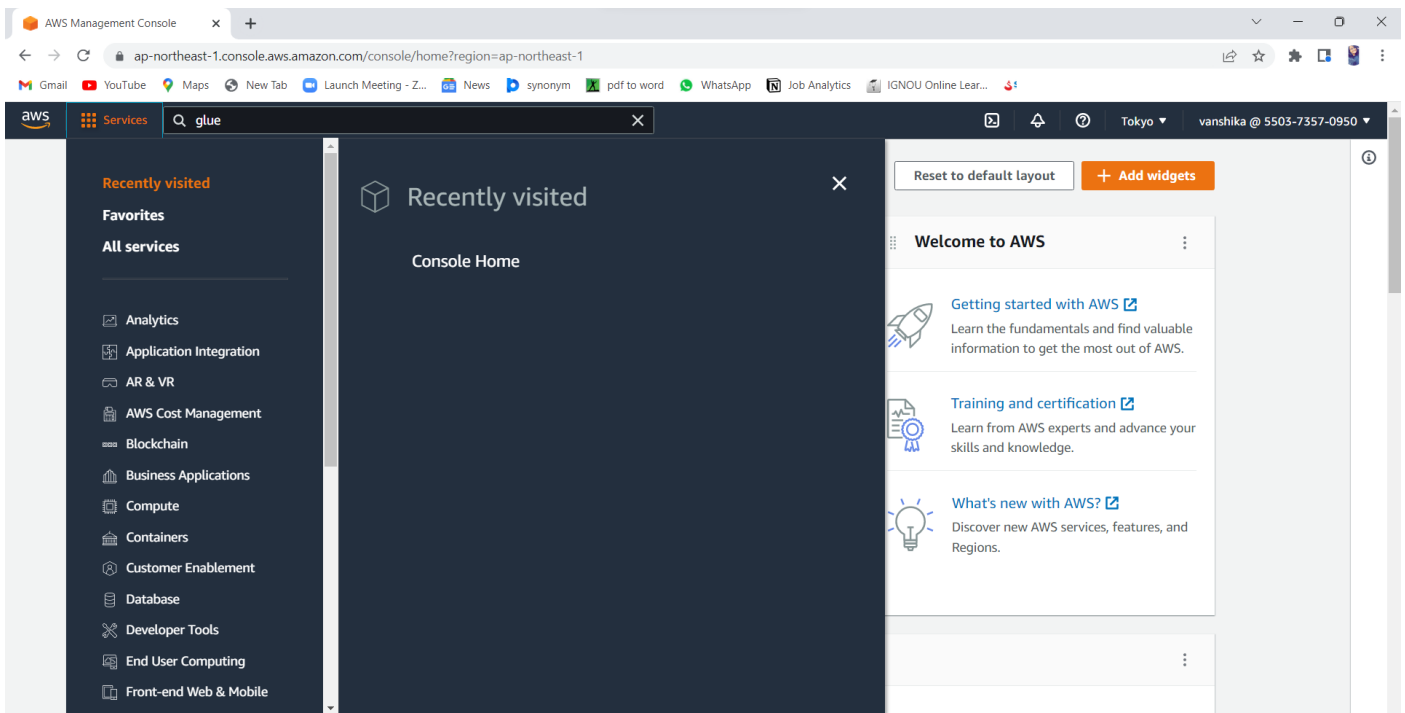 AWS Management Console
ap-northeast-1.console.aws.amazon.com/console/home?region=ap-northeast-1
Gmail YouTube Maps New Tab Launch Meeting - Z... News synonym pdf to word WhatsApp Job Analytics IGNOU Online Lear...
aws Services glue Tokyo vanshika @ 5503-7357-0950
Recently visited
Favorites
All services
Analytics
Application Integration
AR & VR
AWS Cost Management
Blockchain
Business Applications
Compute
Containers
Customer Enablement
Database
Developer Tools
End User Computing
Front-end Web & Mobile
Recently visited
Console Home
Reset to default layout + Add widgets
Welcome to AWS
Getting started with AWS
Learn the fundamentals and find valuable
information to get the most out of AWS.
Training and certification
Learn from AWS experts and advance your
skills and knowledge.
What's new with AWS?
Discover new AWS services, features, and
Regions.